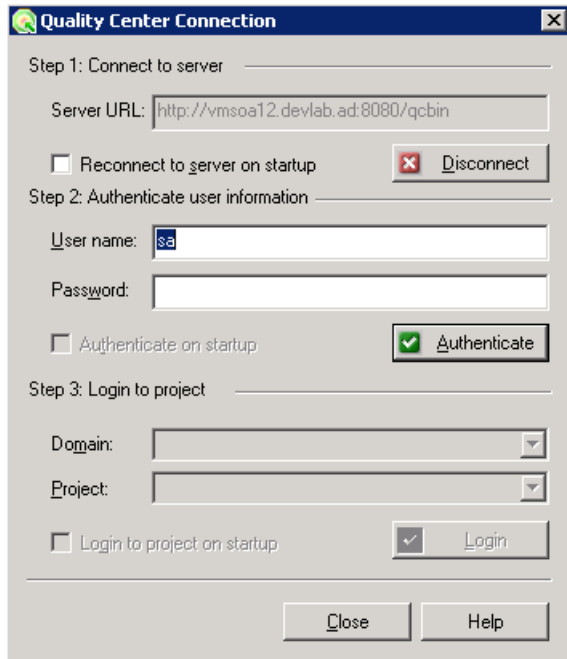 Quality Center Connection
Step 1: Connect to server
Server URL: http://vmsoa12.devlab.ad:8080/qcbin
Reconnect to server on startup Disconnect
Step 2: Authenticate user information
User name: sa
Password:
Authenticate on startup Authenticate
Step 3: Login to project
Domain:
Project:
Login to project on startup Login
Close Help